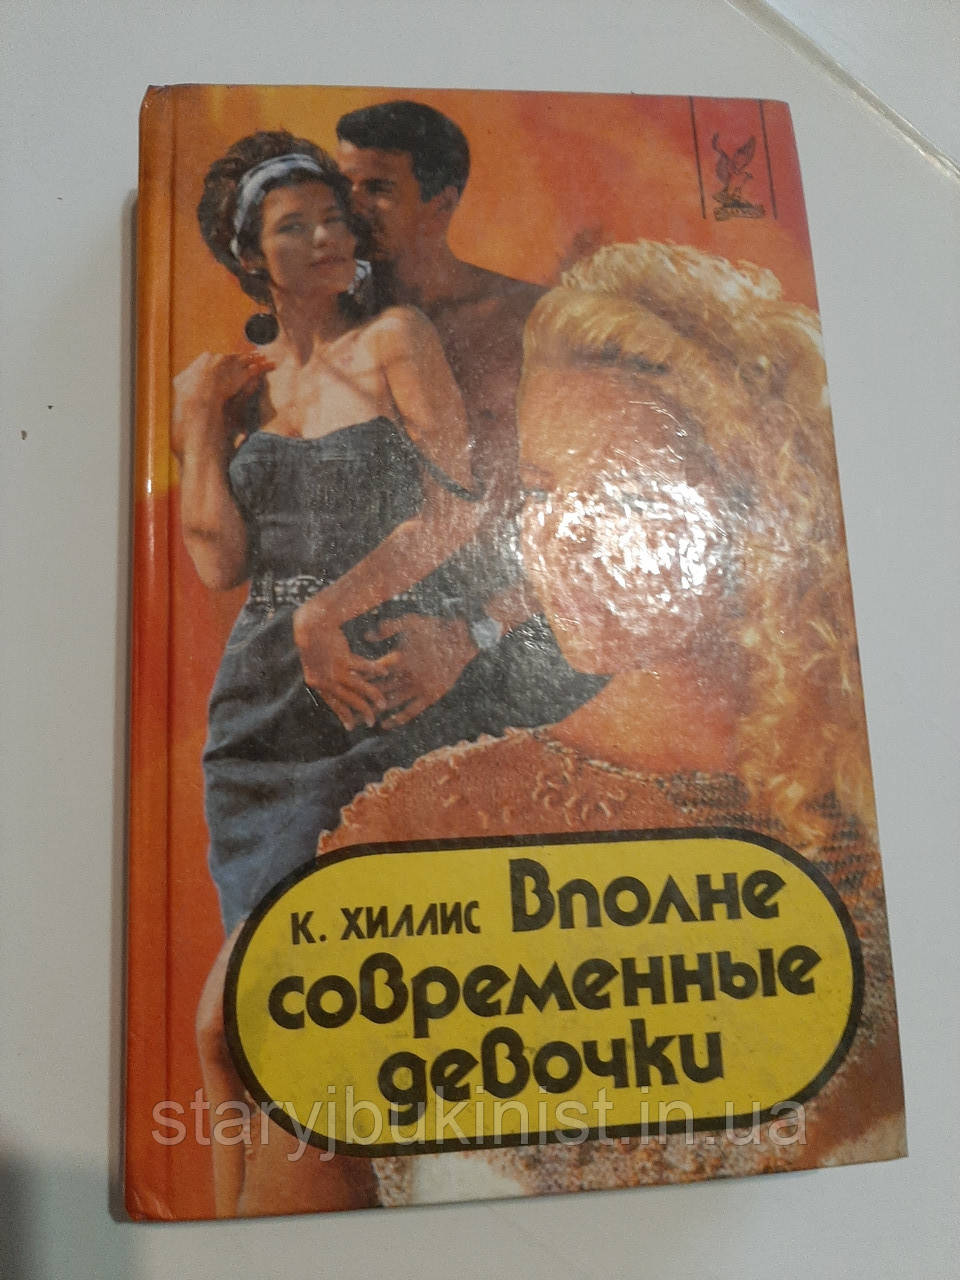 К. ХИЛЛИС Вполне
современные
девочки
staryjbukinist.in.ua